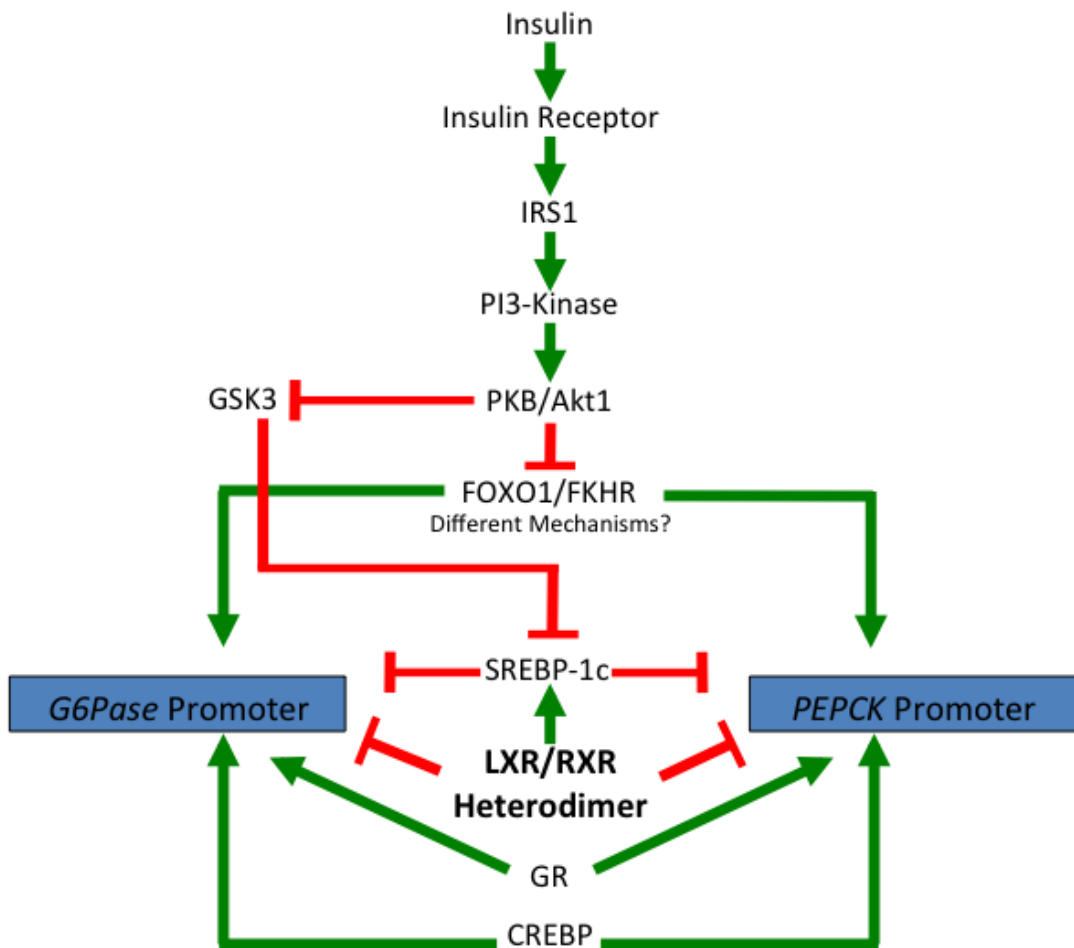 Insulin
Insulin Receptor
IRS1
PI3-Kinase
GSK3
PKB/Akt1
FOXO1/FKHR
Different Mechanisms?
SREBP-1c
G6Pase Promoter
PEPCK Promoter
LXR/RXR
Heterodimer
GR
CREBP